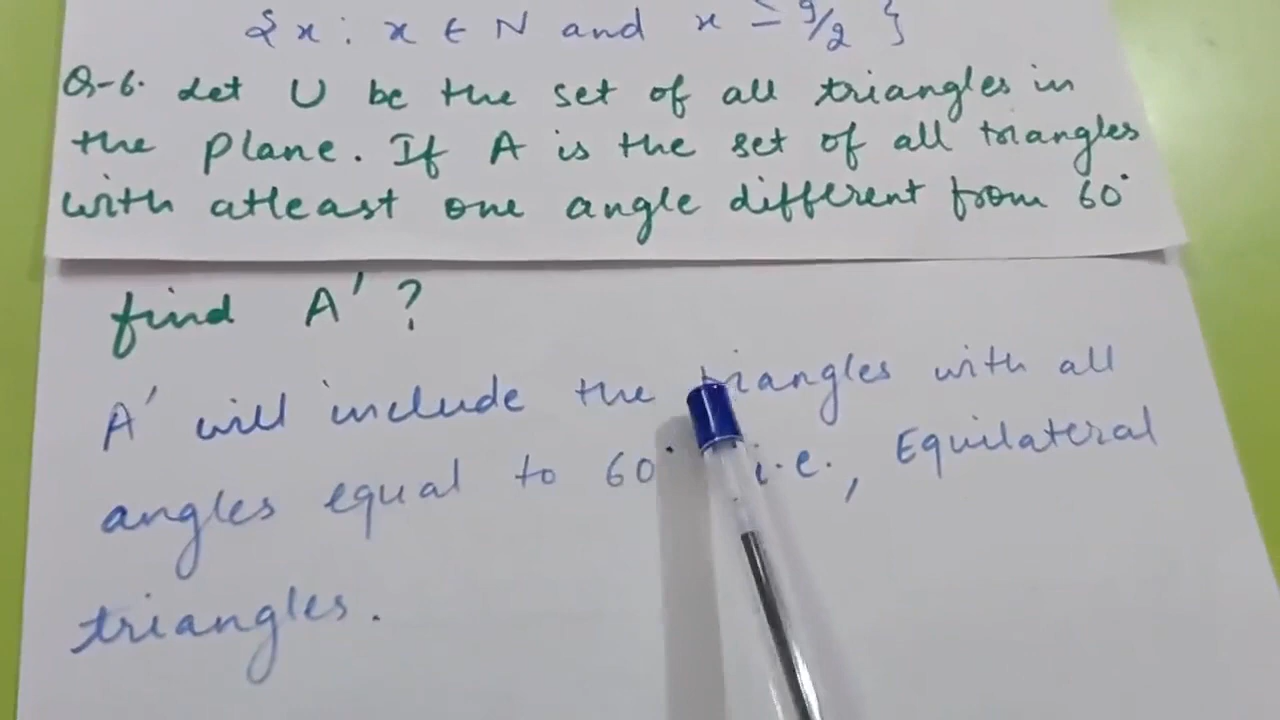 {x : x ∈ N and x = 9/2 }
Q-6. Let U be the set of all triangles in
the plane. If A is the set of all triangles
with atleast one angle different from 60°
find A' ?
A' will include the triangles with all
angles equal to 60° i.e., Equilateral
triangles.